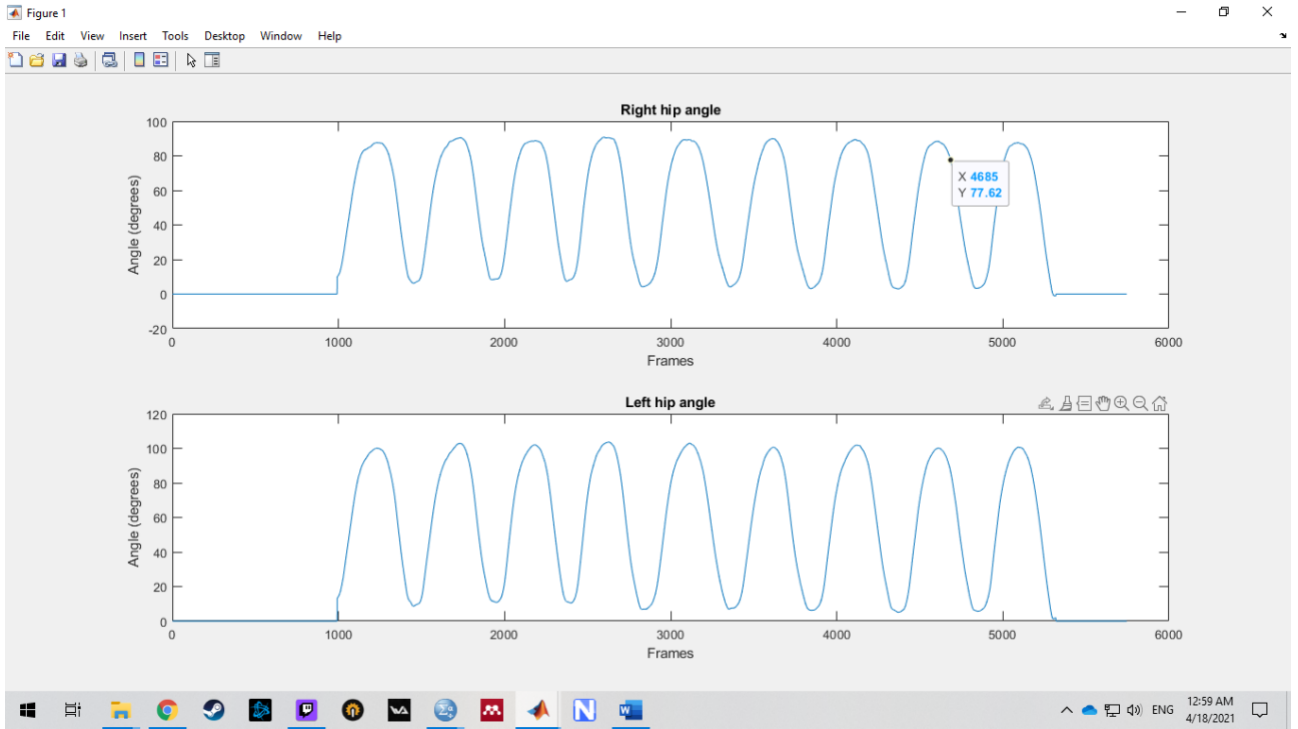 Figure 1
File Edit View Insert Tools Desktop Window Help
Right hip angle
100
80
60
40
20
0
-20
Angle (degrees)
X 4685
Y 77.62
0 1000 2000 3000 4000 5000 6000
Frames
Left hip angle
120
100
80
60
40
20
0
Angle (degrees)
0 1000 2000 3000 4000 5000 6000
Frames
ENG
12:59 AM
4/18/2021